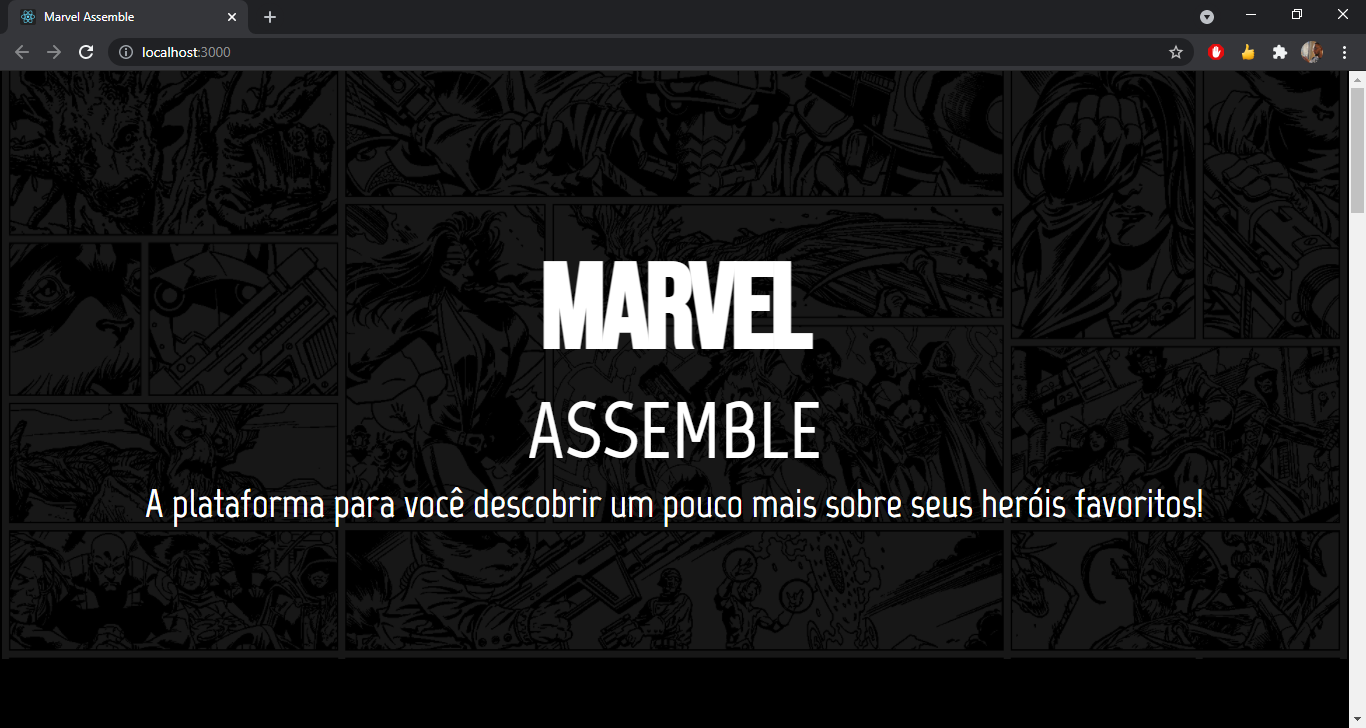 Marvel Assemble
localhost:3000
MARVEL
ASSEMBLE
A plataforma para você descobrir um pouco mais sobre seus heróis favoritos!